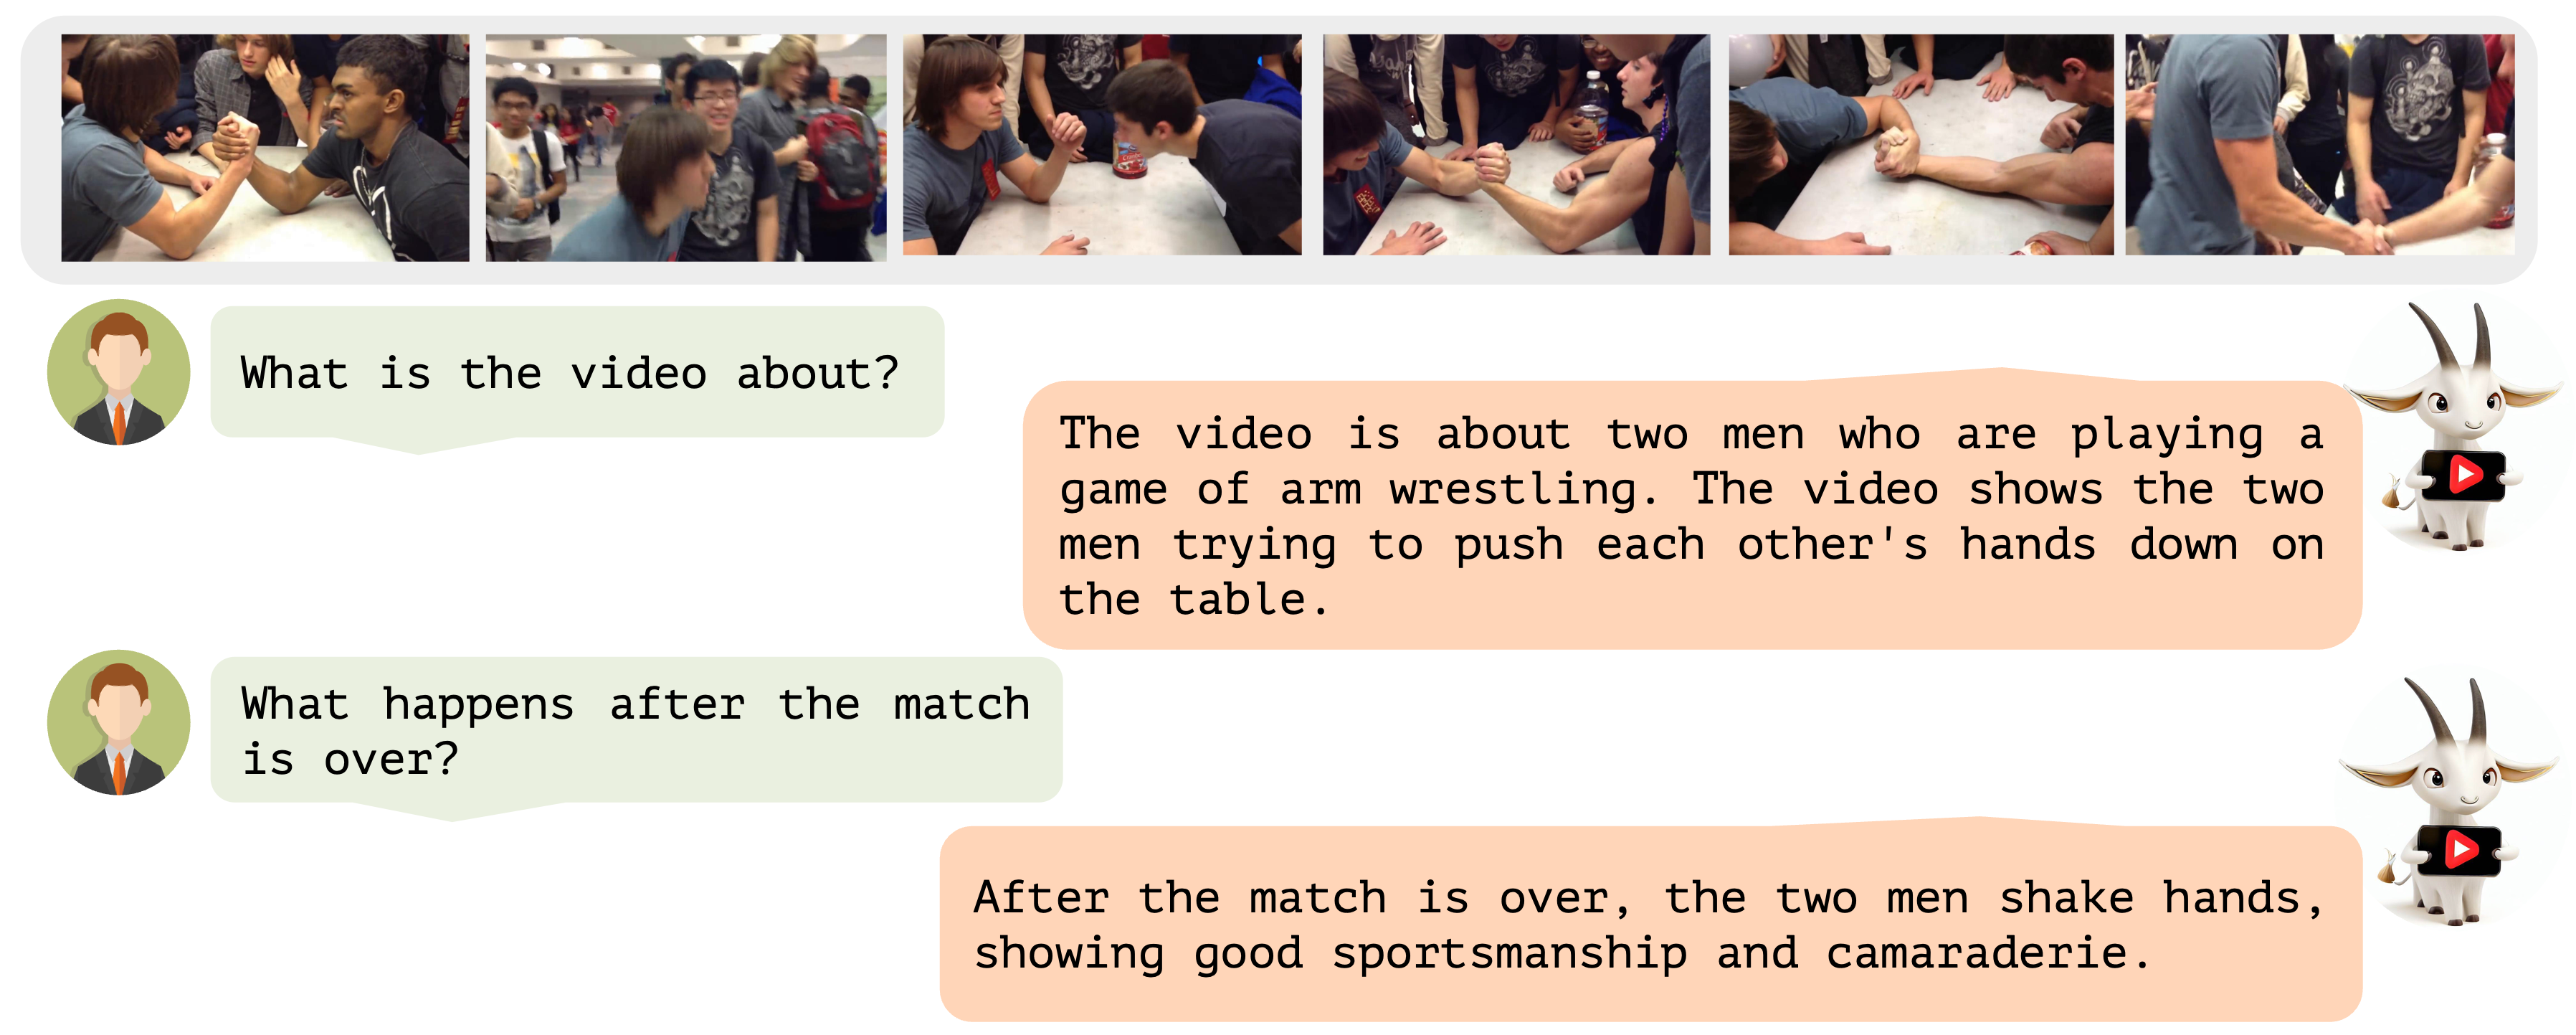 What is the video about?
The video is about two men who are playing a
game of arm wrestling. The video shows the two
men trying to push each other's hands down on
the table.
What happens after the match
is over?
After the match is over, the two men shake hands,
showing good sportsmanship and camaraderie.